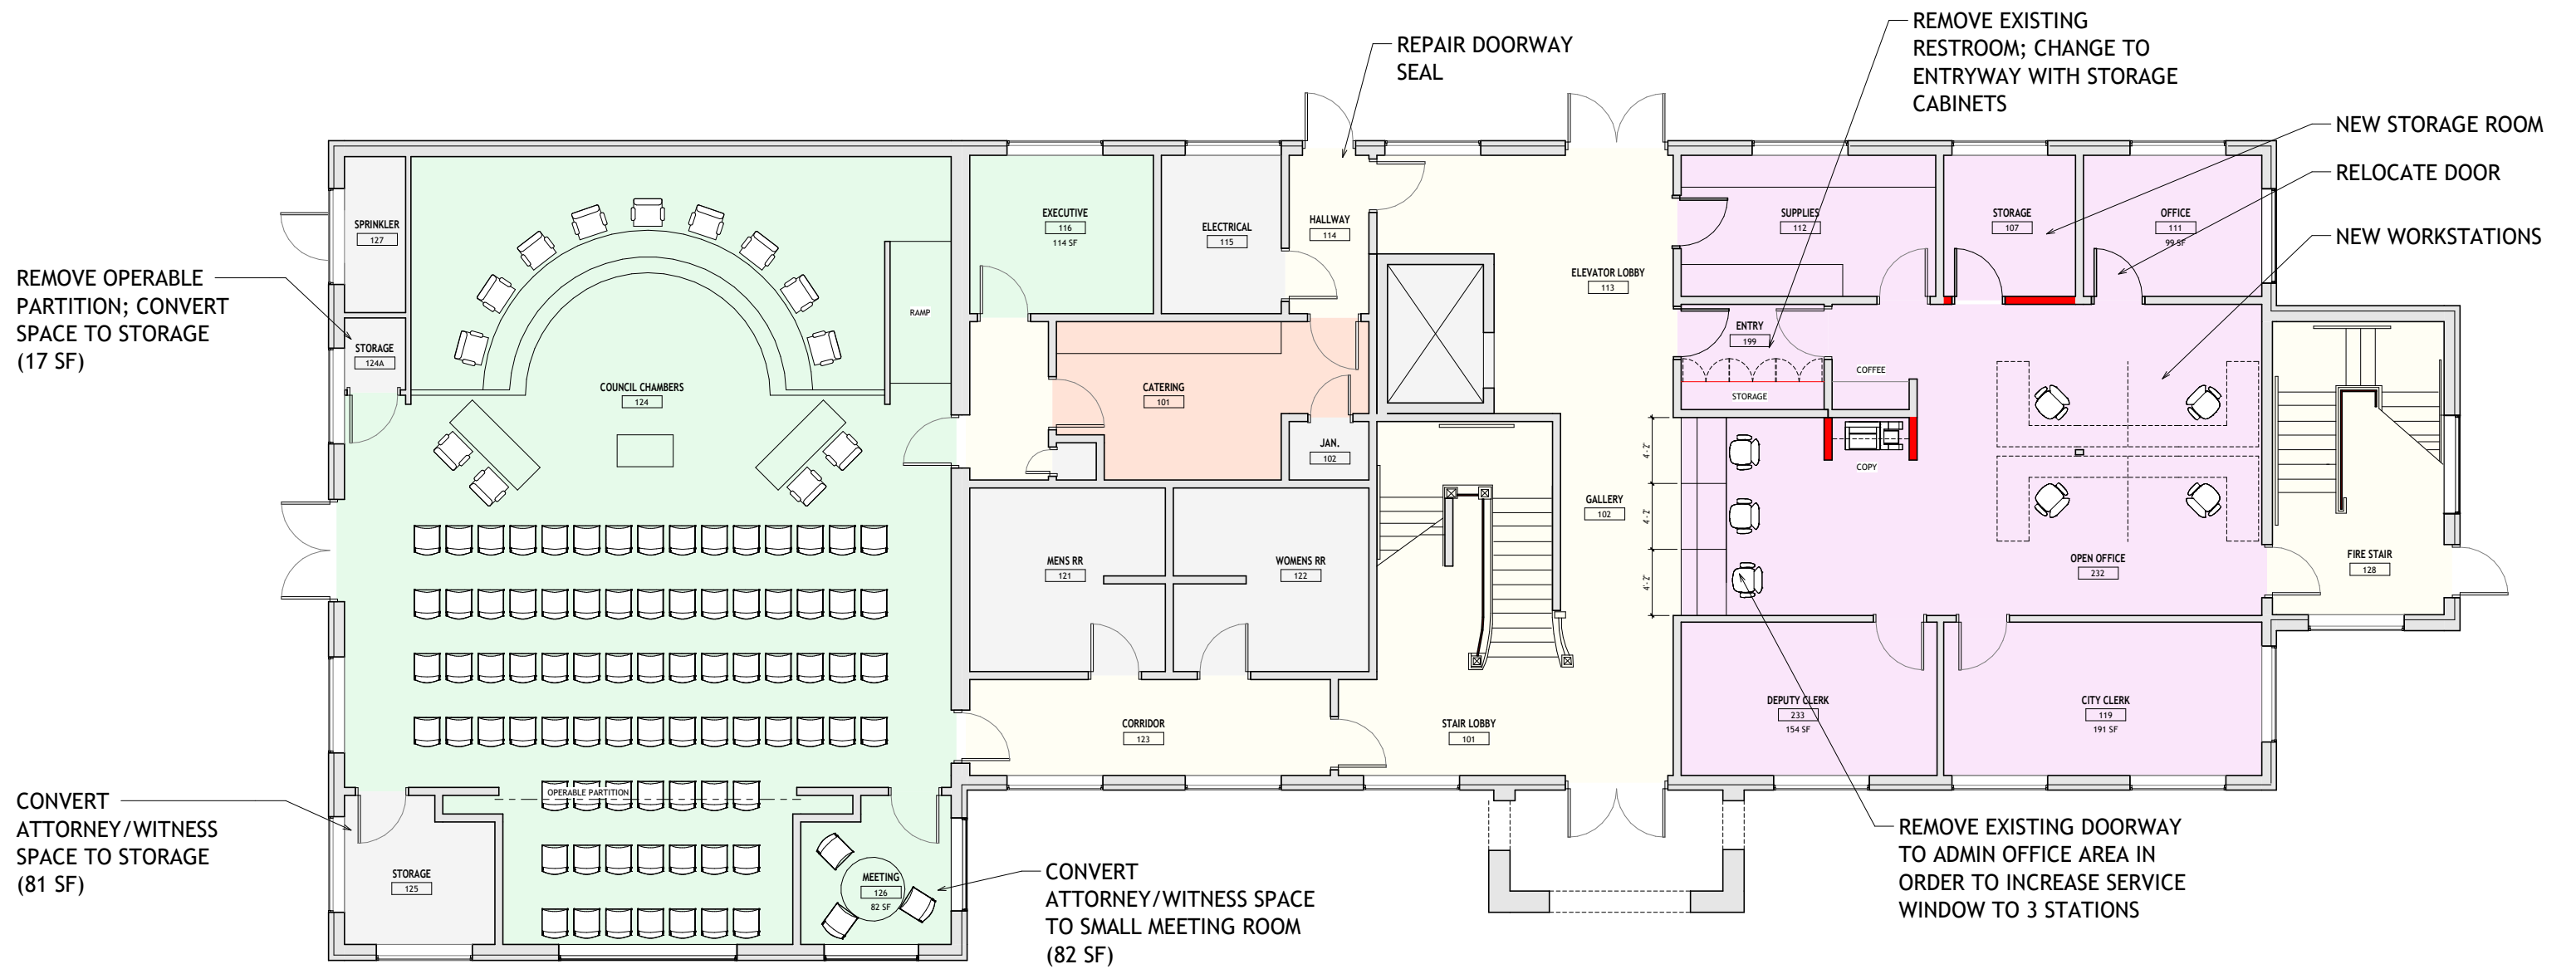 REMOVE EXISTING
RESTROOM; CHANGE TO
ENTRYWAY WITH STORAGE
CABINETS
REPAIR DOORWAY
SEAL
NEW STORAGE ROOM
RELOCATE DOOR
NEW WORKSTATIONS
REMOVE OPERABLE
PARTITION; CONVERT
SPACE TO STORAGE
(17 SF)
SPRINKLER
127
STORAGE
124A
COUNCIL CHAMBERS
124
RAMP
EXECUTIVE
116
114 SF
ELECTRICAL
115
HALLWAY
114
CATERING
101
JAN.
102
ELEVATOR LOBBY
113
SUPPLIES
112
STORAGE
107
OFFICE
111
99 SF
ENTRY
199
STORAGE
COFFEE
COPY
GALLERY
102
4'-2"
4'-2"
4'-2"
OPEN OFFICE
232
FIRE STAIR
128
MENS RR
121
WOMENS RR
122
CORRIDOR
123
STAIR LOBBY
101
DEPUTY CLERK
233
154 SF
CITY CLERK
119
191 SF
OPERABLE PARTITION
STORAGE
125
MEETING
126
82 SF
CONVERT
ATTORNEY/WITNESS
SPACE TO STORAGE
(81 SF)
CONVERT
ATTORNEY/WITNESS SPACE
TO SMALL MEETING ROOM
(82 SF)
REMOVE EXISTING DOORWAY
TO ADMIN OFFICE AREA IN
ORDER TO INCREASE SERVICE
WINDOW TO 3 STATIONS